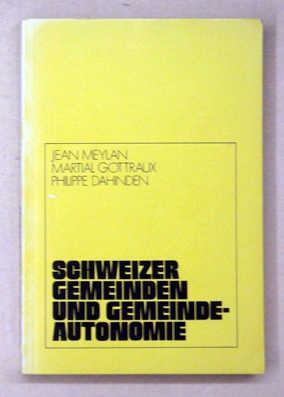 JEAN MEYLAN
MARTIAL GOTTRAUX
PHILIPPE DAHINDEN
SCHWEIZER
GEMEINDEN
UND GEMEINDE-
AUTONOMIE